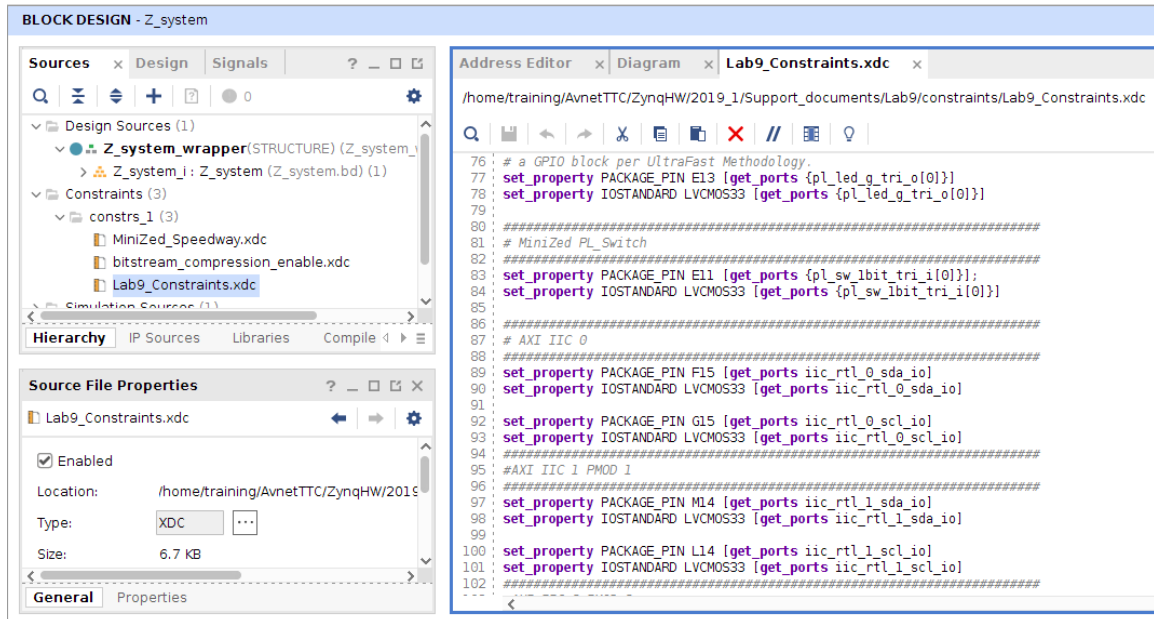 BLOCK DESIGN - Z_system
Sources x Design Signals ? _
0
Design Sources (1)
Z_system_wrapper(STRUCTURE) (Z_system_
Z_system_i : Z_system (Z_system.bd) (1)
Constraints (3)
constrs_1 (3)
MiniZed_Speedway.xdc
bitstream_compression_enable.xdc
Lab9_Constraints.xdc
Simulation Sources (1)
Hierarchy IP Sources Libraries Compile
Source File Properties ? _
Lab9_Constraints.xdc
Enabled
Location: /home/training/AvnetTTC/ZynqHW/2019
Type: XDC ...
Size: 6.7 KB
General Properties
Address Editor x Diagram x Lab9_Constraints.xdc x
/home/training/AvnetTTC/ZynqHW/2019_1/Support_documents/Lab9/constraints/Lab9_Constraints.xdc
76 # a GPIO block per UltraFast Methodology.
77 set_property PACKAGE_PIN E13 [get_ports {pl_led_g_tri_o[0]}]
78 set_property IOSTANDARD LVCMOS33 [get_ports {pl_led_g_tri_o[0]}]
79
80 ################################################################################
81 # MiniZed PL_Switch
82 ################################################################################
83 set_property PACKAGE_PIN E11 [get_ports {pl_sw_1bit_tri_i[0]}];
84 set_property IOSTANDARD LVCMOS33 [get_ports {pl_sw_1bit_tri_i[0]}]
85
86 ################################################################################
87 # AXI IIC 0
88 ################################################################################
89 set_property PACKAGE_PIN F15 [get_ports iic_rtl_0_sda_io]
90 set_property IOSTANDARD LVCMOS33 [get_ports iic_rtl_0_sda_io]
91
92 set_property PACKAGE_PIN G15 [get_ports iic_rtl_0_scl_io]
93 set_property IOSTANDARD LVCMOS33 [get_ports iic_rtl_0_scl_io]
94 ################################################################################
95 #AXI IIC 1 PMOD 1
96 ################################################################################
97 set_property PACKAGE_PIN M14 [get_ports iic_rtl_1_sda_io]
98 set_property IOSTANDARD LVCMOS33 [get_ports iic_rtl_1_sda_io]
99
100 set_property PACKAGE_PIN L14 [get_ports iic_rtl_1_scl_io]
101 set_property IOSTANDARD LVCMOS33 [get_ports iic_rtl_1_scl_io]
102 ################################################################################